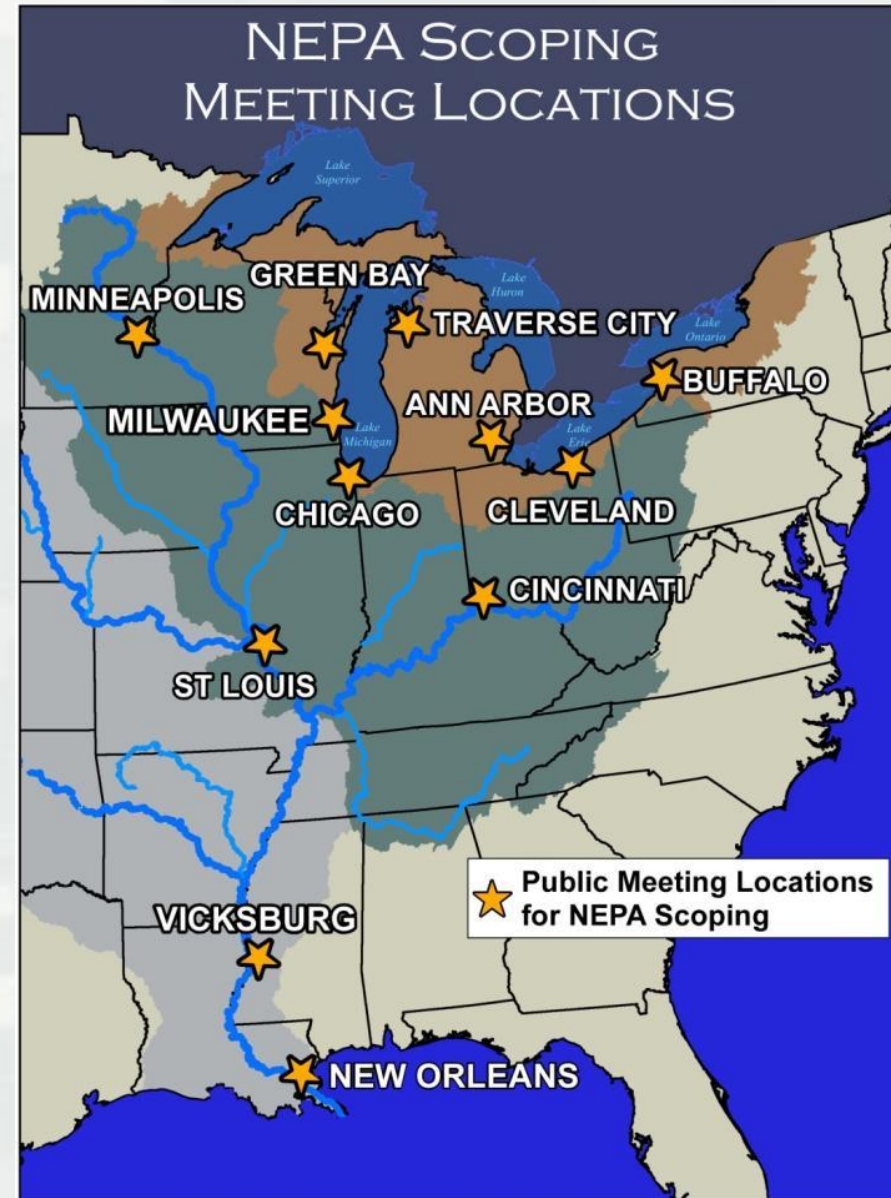 NEPA SCOPING
MEETING LOCATIONS
Lake
Superior
GREEN BAY
Lake
Huron
MINNEAPOLIS
TRAVERSE CITY
Lake
Ontario
BUFFALO
MILWAUKEE
ANN ARBOR
Lake
Michigan
Lake
Erie
CHICAGO
CLEVELAND
CINCINNATI
ST LOUIS
Public Meeting Locations
for NEPA Scoping
VICKSBURG
NEW ORLEANS